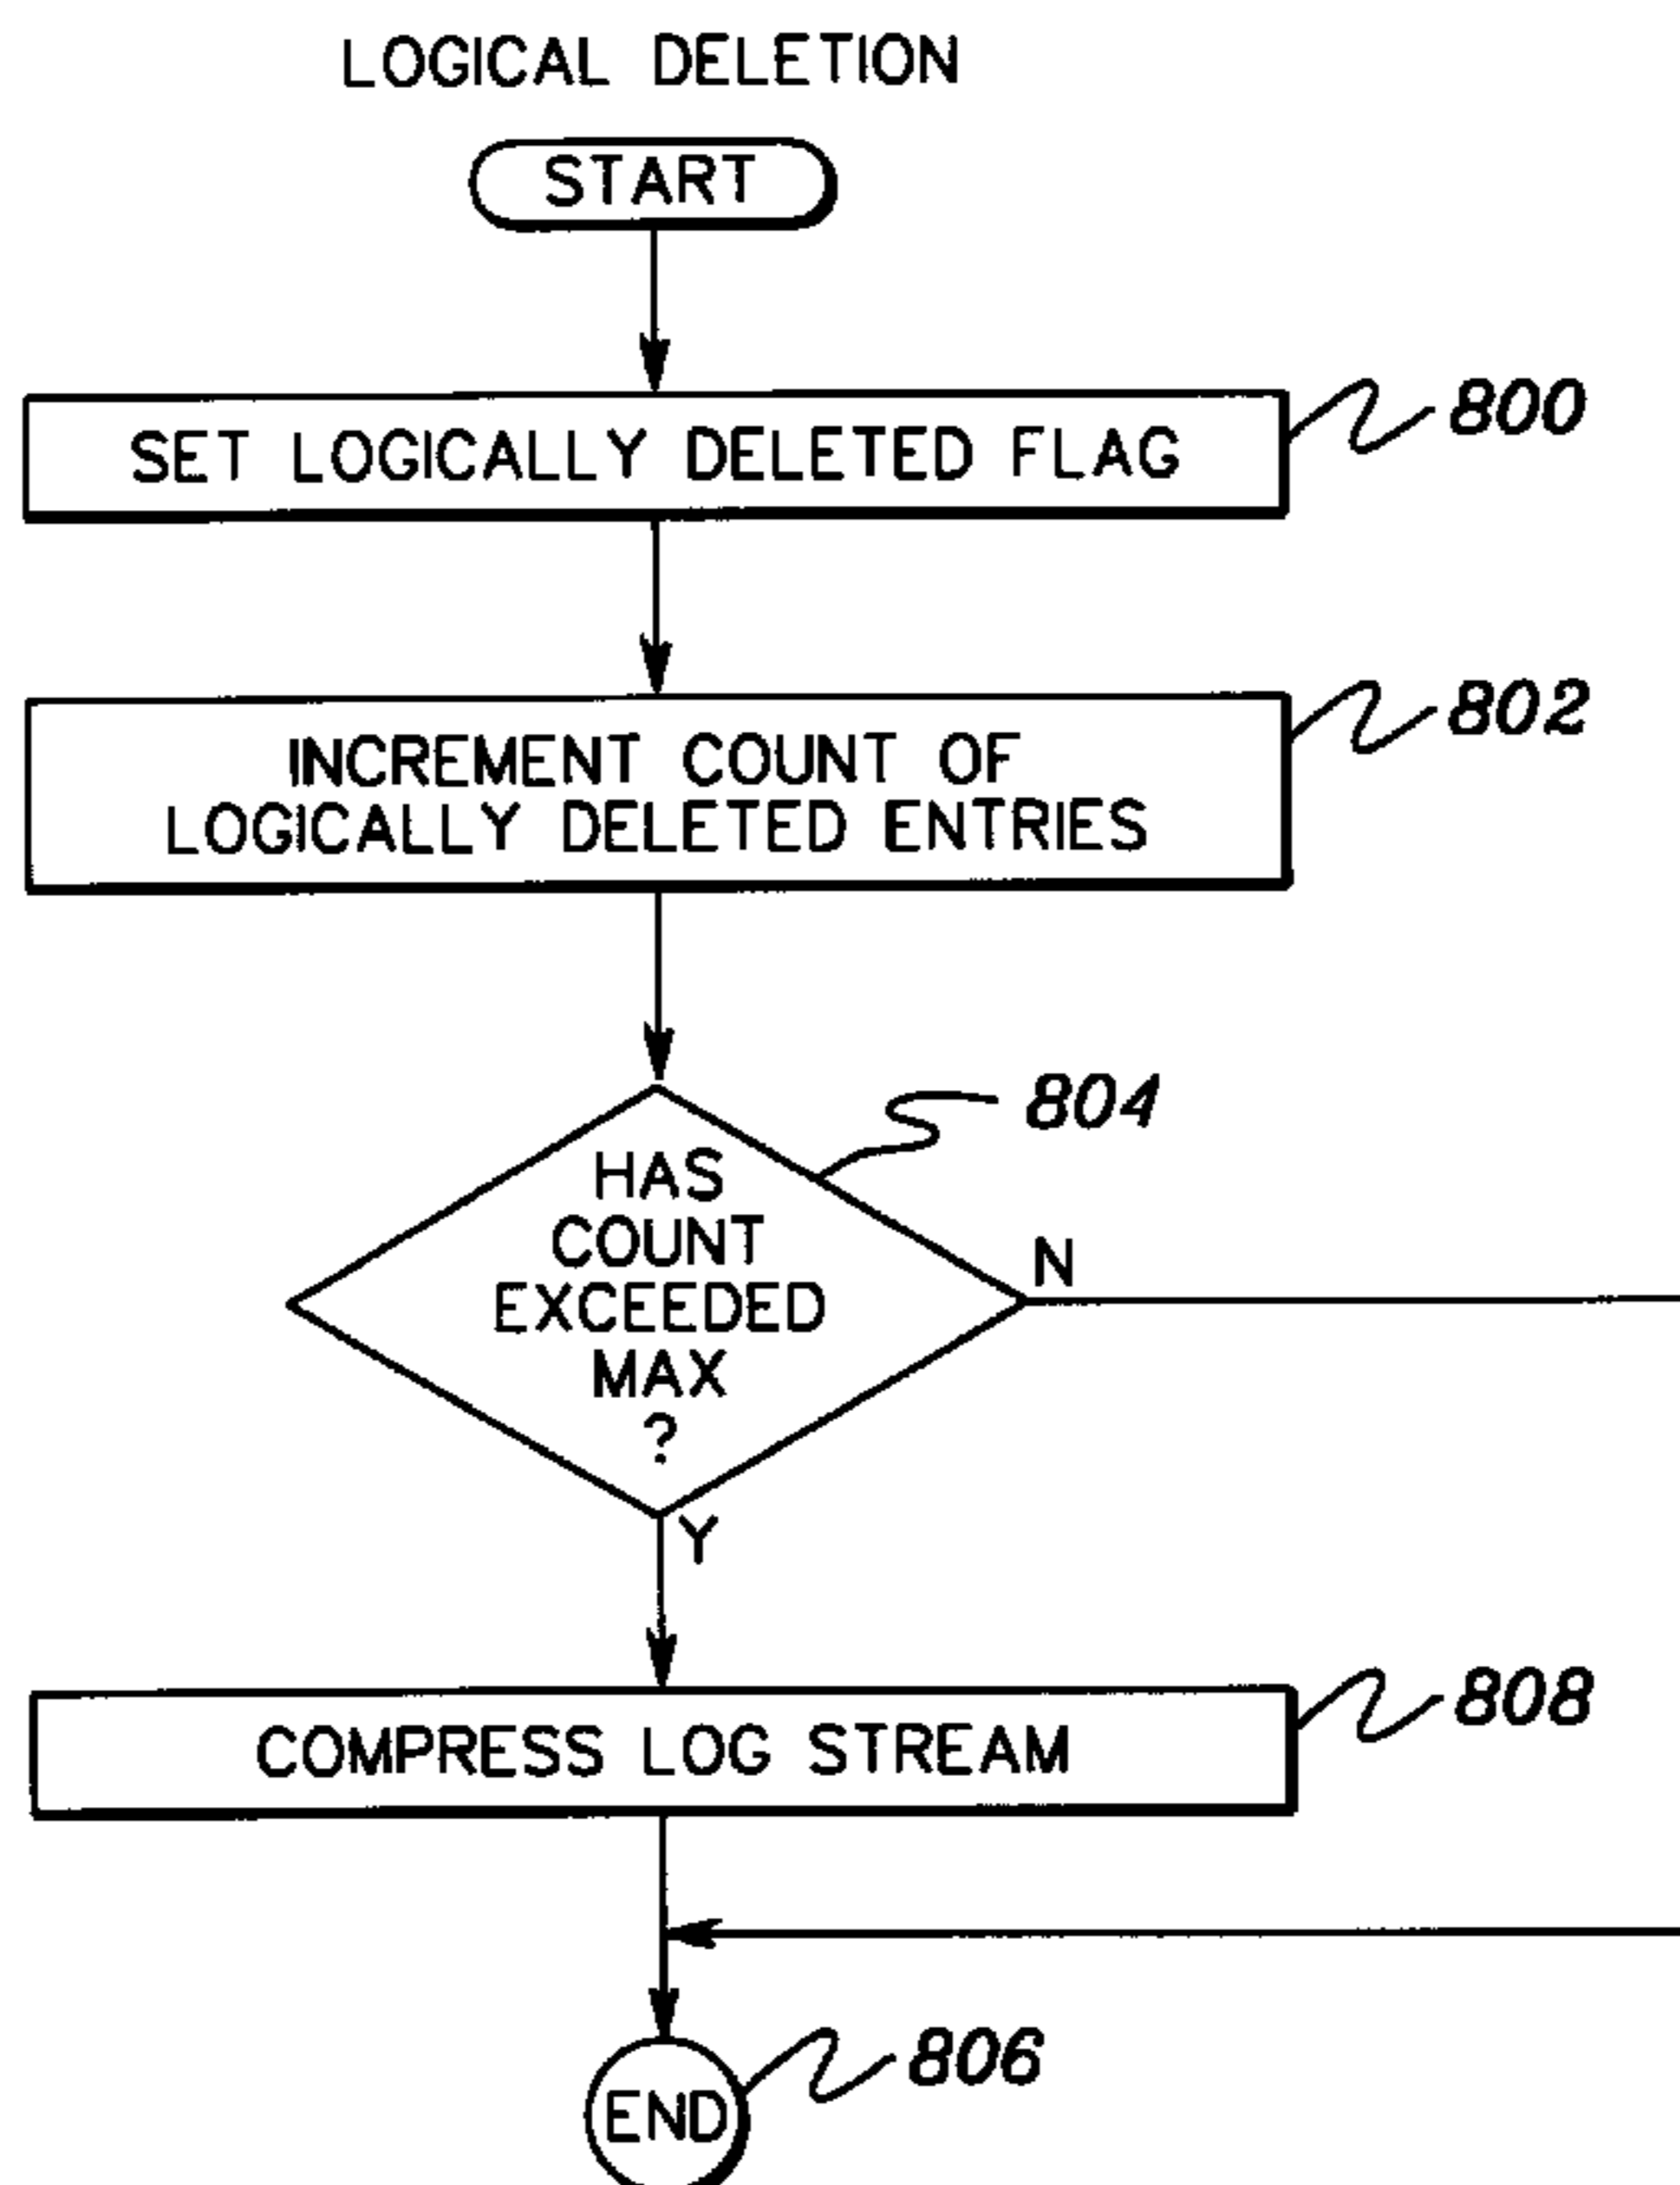 LOGICAL DELETION
START
SET LOGICALLY DELETED FLAG
800
INCREMENT COUNT OF
LOGICALLY DELETED ENTRIES
802
804
HAS
COUNT
EXCEEDED
MAX
?
N
Y
COMPRESS LOG STREAM
808
END
806